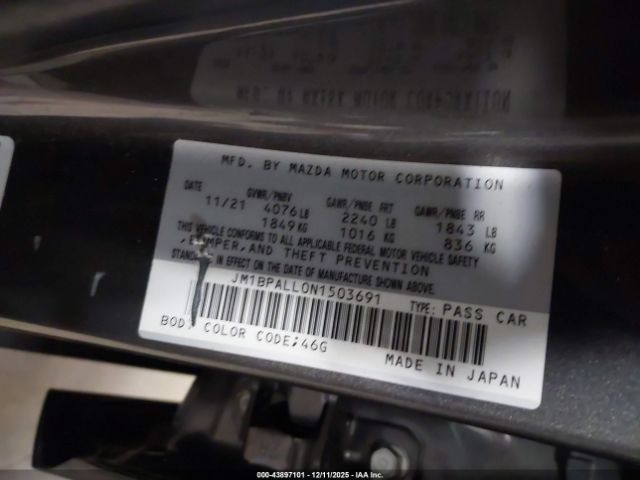 MFD. BY MAZDA MOTOR CORPORATION
DATE GVWR/PNBV GAWR/PNBE FRT GAWR/PNBE RR
11/21 4076 LB 2240 LB 1843 LB
1849 KG 1016 KG 836 KG
THIS VEHICLE CONFORMS TO ALL APPLICABLE FEDERAL MOTOR VEHICLE SAFETY
, BUMPER, AND THEFT PREVENTION
STANDARDS IN EFFECT ON THE DATE OF MANUFACTURE SHOWN ABOVE.
JM1BPALL0N1503691 TYPE: PASS CAR
BODY COLOR CODE;46G MADE IN JAPAN
000-43897101 - 12/11/2025 - IAAI Public